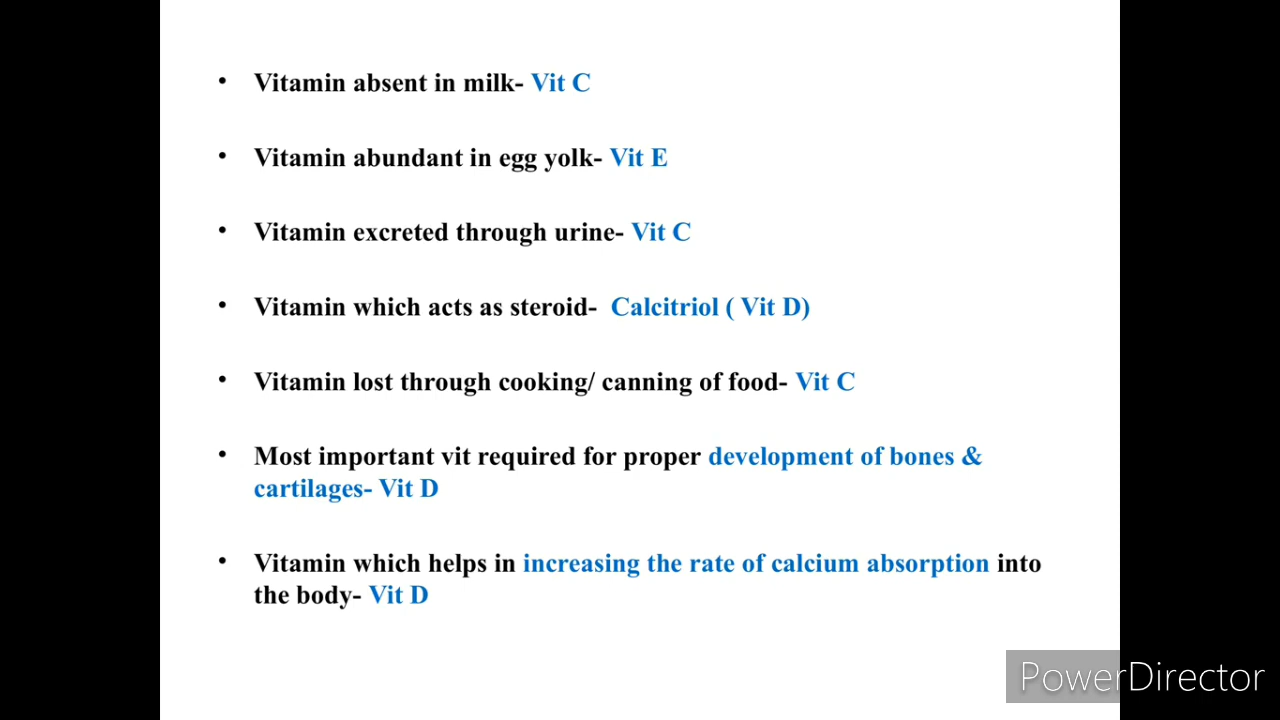 • Vitamin absent in milk- Vit C
• Vitamin abundant in egg yolk- Vit E
• Vitamin excreted through urine- Vit C
• Vitamin which acts as steroid- Calcitriol ( Vit D)
• Vitamin lost through cooking/ canning of food- Vit C
• Most important vit required for proper development of bones &
cartilages- Vit D
• Vitamin which helps in increasing the rate of calcium absorption into
the body- Vit D
PowerDirector